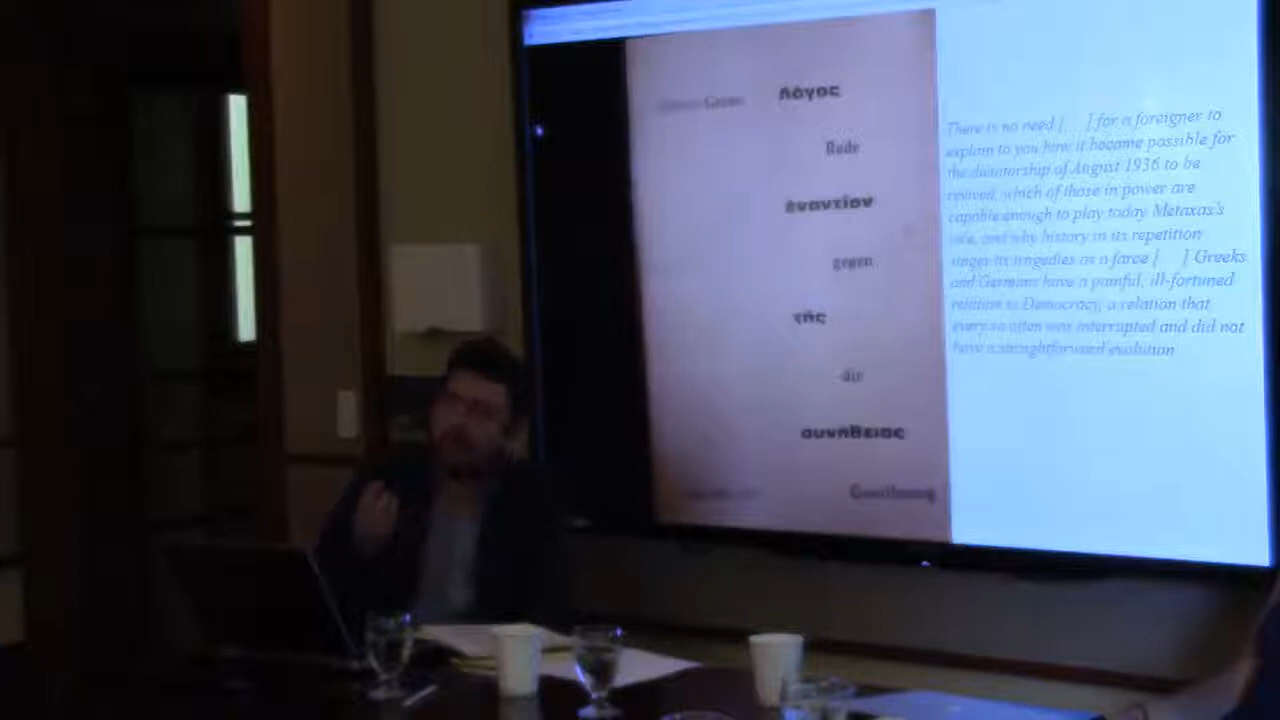 Grass
λόγος
Rede
ἐναντίον
gegen
τῆς
die
συνήθειας
Gewöhnung
There is no need [ ] for a foreigner to
explain to you how it became possible for
the dictatorship of August 1936 to be
revived, which of those in power are
capable enough to play today Metaxas's
role, and why history in its repetition
stages its tragedies as a farce [ ] Greeks
and Germans have a painful, ill-fortuned
relation to Democracy, a relation that
every so often was interrupted and did not
have a straightforward evolution